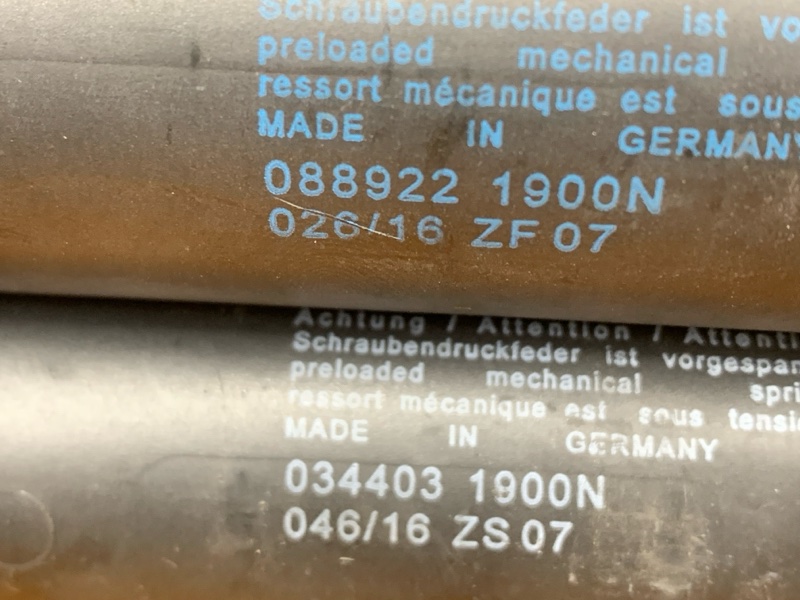 Schraubendruckfeder ist
preloaded mechanical
ressort mécanique est sous
MADE IN GERMANY
088922 1900N
026/16 ZF 07
Achtung / Attention / Attenti
Schraubendruckfeder ist vorgespan
preloaded mechanical spri
ressort mécanique est sous tensi
MADE IN GERMANY
034403 1900N
046/16 ZS 07